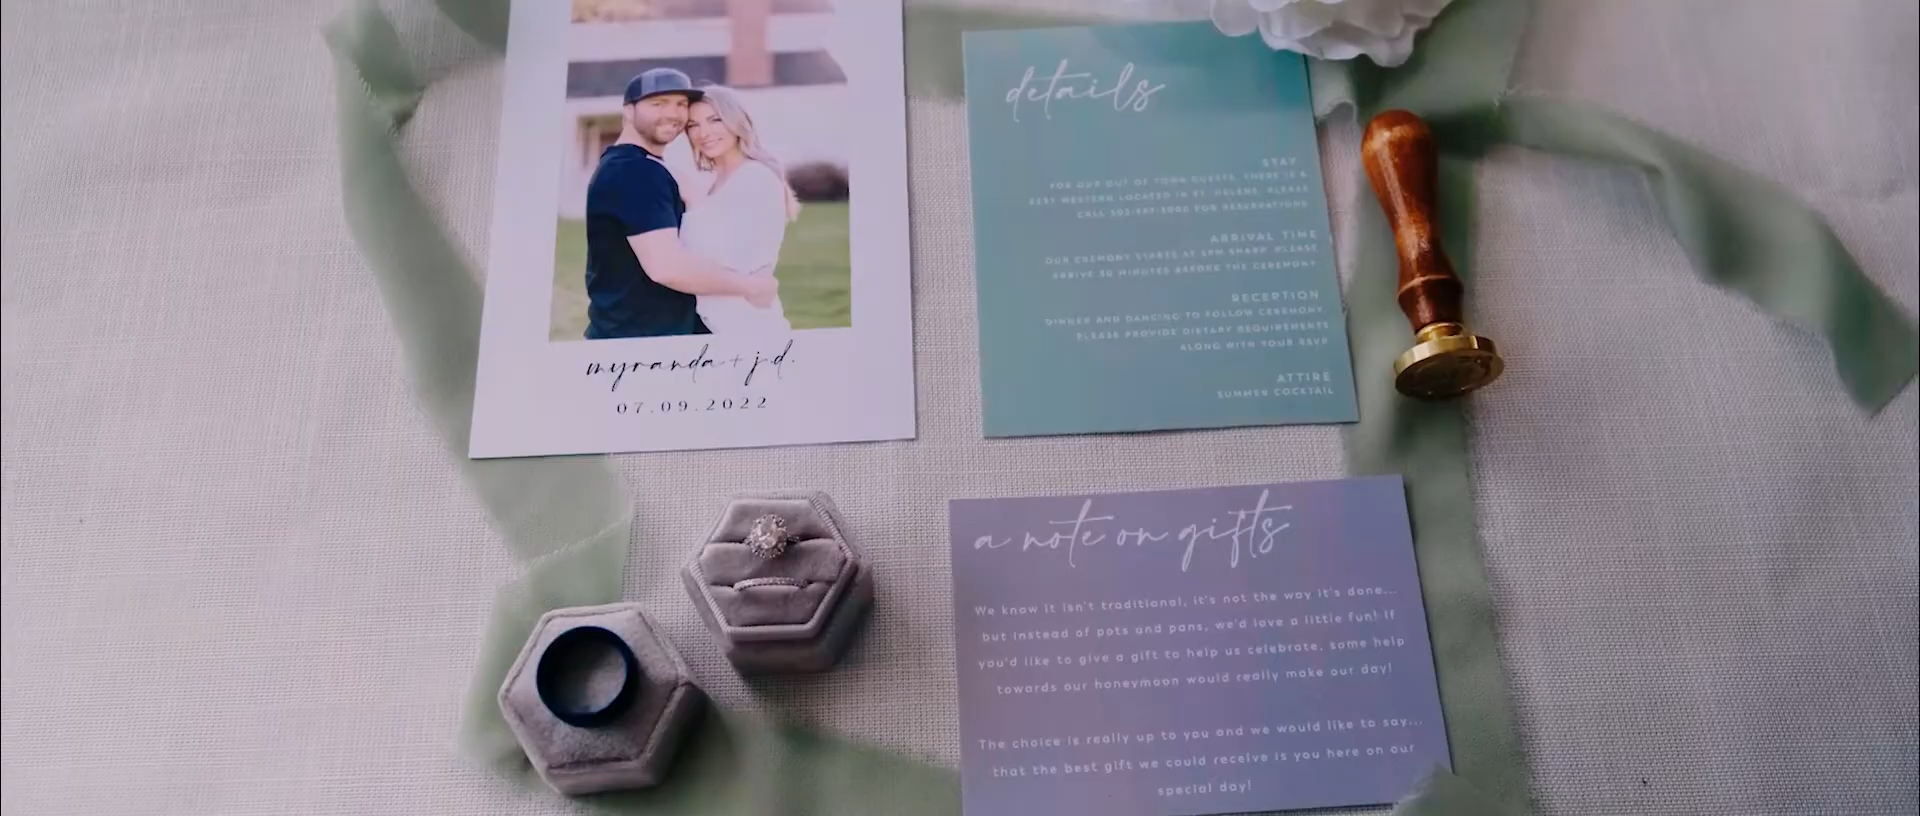 myranda + j.d.
07.09.2022
details
STAY
FOR OUR OUT OF TOWN GUESTS, THERE IS A
BEST WESTERN LOCATED IN ST. HELENS. PLEASE
CALL FOR RESERVATIONS
ARRIVAL TIME
OUR CREMONY STARTS AT 5PM SHARP. PLEASE
ARRIVE 30 MINUTES BEFORE THE CEREMONY
RECEPTION
DINNER AND DANCING TO FOLLOW CEREMONY.
PLEASE PROVIDE DIETARY REQUIREMENTS
ALONG WITH YOUR RSVP
ATTIRE
SUMMER COCKTAIL
a note on gifts
We know it isn't traditional, it's not the way it's done...
but instead of pots and pans, we'd love a little fun! If
you'd like to give a gift to help us celebrate, some help
towards our honeymoon would really make our day!
The choice is really up to you and we would like to say...
that the best gift we could receive is you here on our
special day!